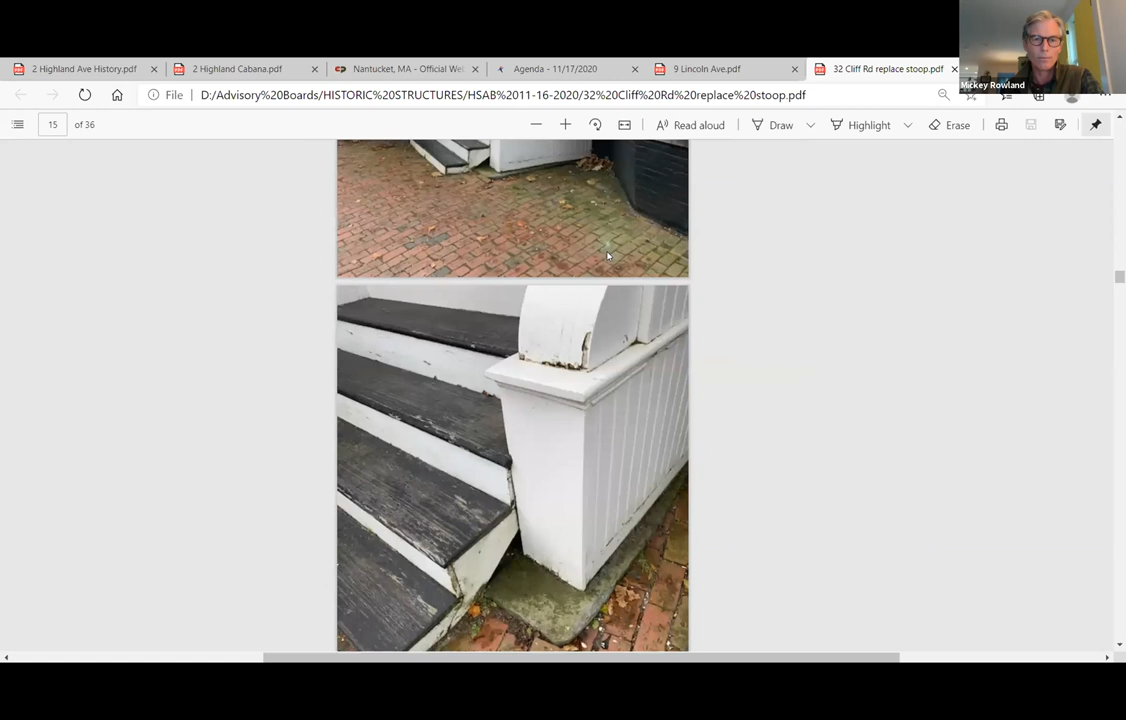 2 Highland Ave History.pdf
2 Highland Cabana.pdf
Nantucket, MA - Official We
Agenda - 11/17/2020
9 Lincoln Ave.pdf
32 Cliff Rd replace stoop.pdf
Mickey Rowland
File
D:/Advisory%20Boards/HISTORIC%20STRUCTURES/HSAB%2011-16-2020/32%20Cliff%20Rd%20replace%20stoop.pdf
15 of 36
Read aloud
Draw
Highlight
Erase